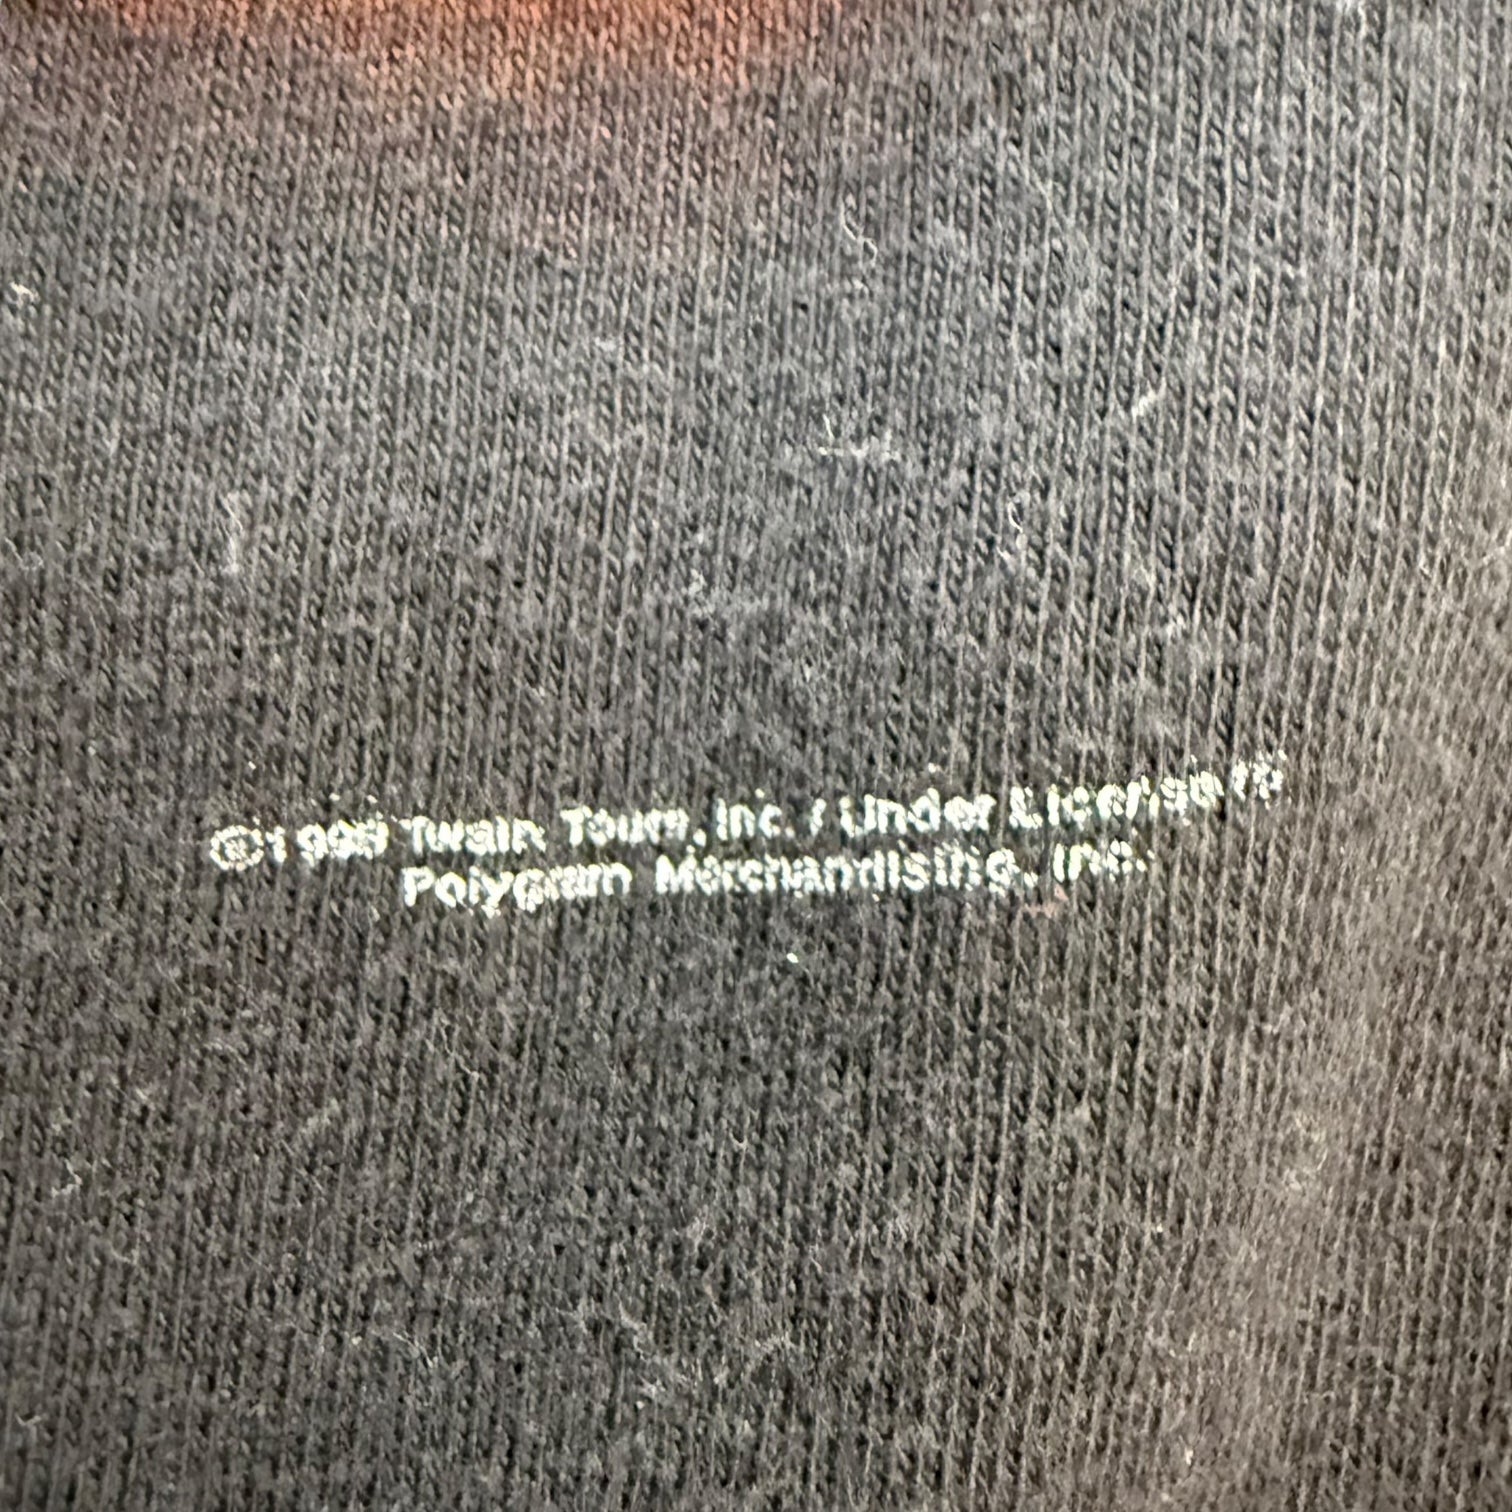 ©1998 Twain Tours, Inc. / Under License to
Polygram Merchandising, Inc.